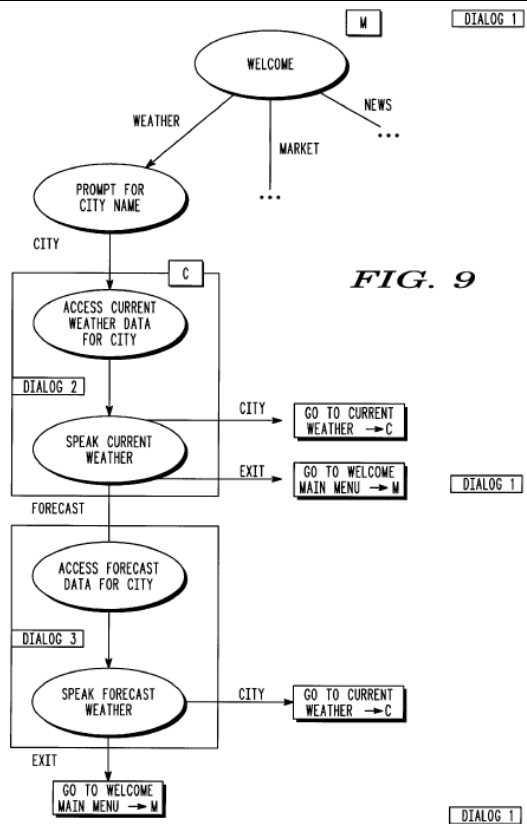 M
DIALOG 1
WELCOME
NEWS
WEATHER
MARKET
...
...
PROMPT FOR
CITY NAME
CITY
C
FIG. 9
ACCESS CURRENT
WEATHER DATA
FOR CITY
DIALOG 2
CITY
GO TO CURRENT
WEATHER →C
SPEAK CURRENT
WEATHER
EXIT
GO TO WELCOME
MAIN MENU →M
DIALOG 1
FORECAST
ACCESS FORECAST
DATA FOR CITY
DIALOG 3
SPEAK FORECAST
WEATHER
CITY
GO TO CURRENT
WEATHER →C
EXIT
GO TO WELCOME
MAIN MENU →M
DIALOG 1